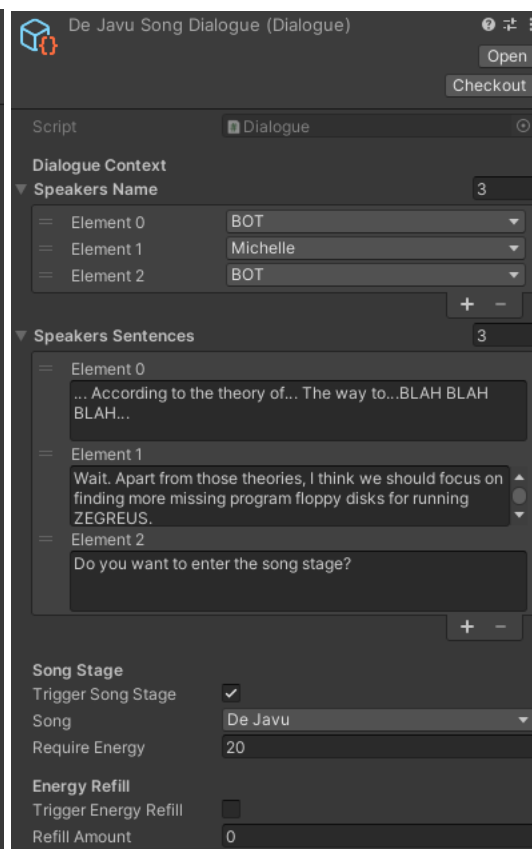 De Javu Song Dialogue (Dialogue)
Open
Checkout
Script Dialogue
Dialogue Context
Speakers Name 3
Element 0 BOT
Element 1 Michelle
Element 2 BOT
+ −
Speakers Sentences 3
Element 0
... According to the theory of... The way to...BLAH BLAH
BLAH...
Element 1
Wait. Apart from those theories, I think we should focus on
finding more missing program floppy disks for running
ZEGREUS.
Element 2
Do you want to enter the song stage?
+ −
Song Stage
Trigger Song Stage
Song De Javu
Require Energy 20
Energy Refill
Trigger Energy Refill
Refill Amount 0